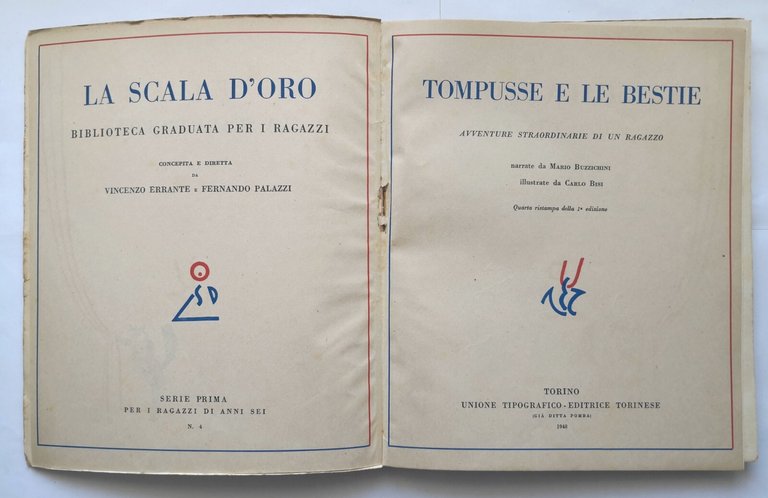 LA SCALA D'ORO
BIBLIOTECA GRADUATA PER I RAGAZZI
CONCEPITA E DIRETTA
DA
VINCENZO ERRANTE E FERNANDO PALAZZI
SD
SERIE PRIMA
PER I RAGAZZI DI ANNI SEI
N. 4
TOMPUSSE E LE BESTIE
AVVENTURE STRAORDINARIE DI UN RAGAZZO
narrate da MARIO BUZZICHINI
illustrate da CARLO BISI
Quarta ristampa della 1ª edizione
TORINO
UNIONE TIPOGRAFICO-EDITRICE TORINESE
(GIÀ DITTA POMBA)
1940